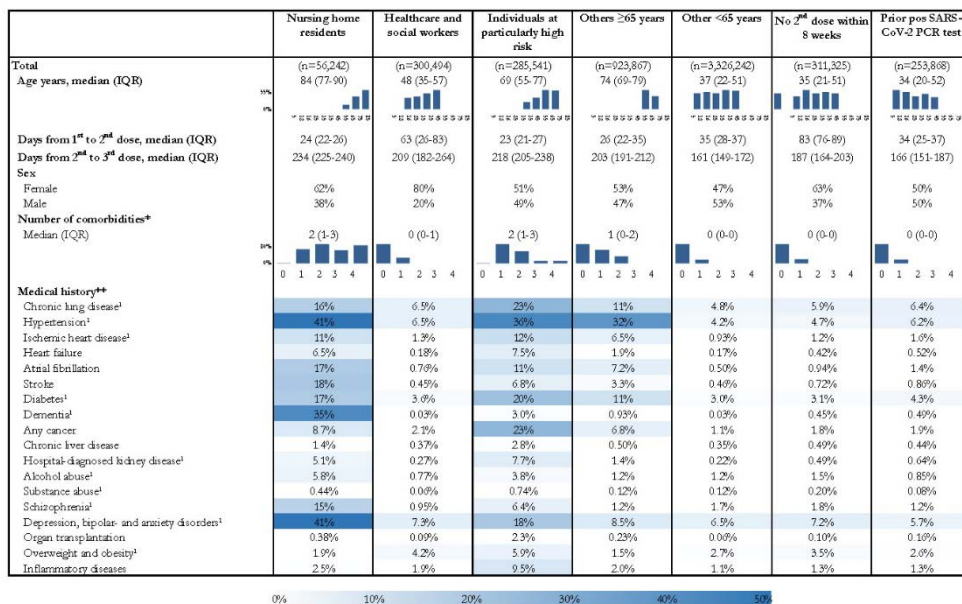 Nursing home residents Healthcare and social workers Individuals at particularly high risk Others ≥65 years Other <65 years No 2nd dose within 8 weeks Prior pos SARS-CoV-2 PCR test
Total (n=56,242) (n=300,494) (n=285,541) (n=923,867) (n=3,326,242) (n=311,325) (n=253,868)
Age years, median (IQR) 84 (77-90) 48 (35-57) 69 (55-77) 74 (69-79) 37 (22-51) 35 (21-51) 34 (20-52)
Days from 1st to 2nd dose, median (IQR) 24 (22-26) 63 (26-83) 23 (21-27) 26 (22-35) 35 (28-37) 83 (76-89) 34 (25-37)
Days from 2nd to 3rd dose, median (IQR) 234 (225-240) 209 (182-264) 218 (205-238) 203 (191-212) 161 (149-172) 187 (164-203) 166 (151-187)
Sex
Female 62% 80% 51% 53% 47% 63% 50%
Male 38% 20% 49% 47% 53% 37% 50%
Number of comorbidities*
Median (IQR) 2 (1-3) 0 (0-1) 2 (1-3) 1 (0-2) 0 (0-0) 0 (0-0) 0 (0-0)
0 1 2 3 4 0 1 2 3 4 0 1 2 3 4 0 1 2 3 4 0 1 2 3 4 0 1 2 3 4 0 1 2 3 4
Medical history**
Chronic lung disease¹ 16% 6.5% 23% 11% 4.8% 5.9% 6.4%
Hypertension¹ 41% 6.5% 36% 32% 4.2% 4.7% 6.2%
Ischemic heart disease¹ 11% 1.3% 12% 6.5% 0.93% 1.2% 1.6%
Heart failure 6.5% 0.18% 7.5% 1.9% 0.17% 0.42% 0.52%
Atrial fibrillation 17% 0.76% 11% 7.2% 0.50% 0.94% 1.4%
Stroke 18% 0.45% 6.8% 3.3% 0.46% 0.72% 0.86%
Diabetes¹ 17% 3.6% 20% 11% 3.0% 3.1% 4.3%
Dementia¹ 35% 0.03% 3.0% 0.93% 0.03% 0.45% 0.49%
Any cancer 8.7% 2.1% 23% 6.8% 1.1% 1.8% 1.9%
Chronic liver disease 1.4% 0.37% 2.8% 0.50% 0.35% 0.49% 0.44%
Hospital-diagnosed kidney disease¹ 5.1% 0.27% 7.7% 1.4% 0.22% 0.49% 0.64%
Alcohol abuse¹ 5.8% 0.77% 3.8% 1.2% 1.2% 1.5% 0.85%
Substance abuse¹ 0.44% 0.06% 0.74% 0.12% 0.12% 0.20% 0.08%
Schizophrenia¹ 15% 0.95% 6.4% 1.2% 1.7% 1.8% 1.2%
Depression, bipolar- and anxiety disorders¹ 41% 7.3% 18% 8.5% 6.5% 7.2% 5.7%
Organ transplantation 0.38% 0.09% 2.3% 0.23% 0.06% 0.10% 0.16%
Overweight and obesity¹ 1.9% 4.2% 5.9% 1.5% 2.7% 3.5% 2.6%
Inflammatory diseases 2.5% 1.9% 9.5% 2.0% 1.1% 1.3% 1.3%
0% 10% 20% 30% 40% 50%